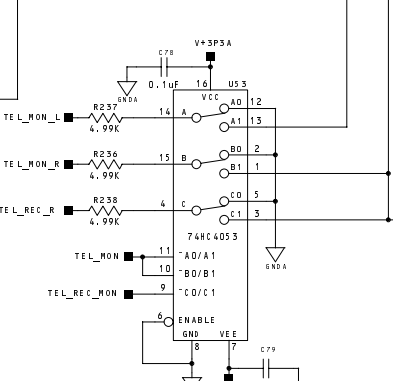 V+3P3A
C78
0.1uF
GNDA
16
U53
VCC
R237
TEL_MON_L
4.99K
14
A
A0
12
A1
13
R236
TEL_MON_R
4.99K
15
B
B0
2
B1
1
R238
TEL_REC_R
4.99K
4
C
C0
5
C1
3
74HC4053
TEL_MON
11
¯A0/A1
10
¯B0/B1
GNDA
TEL_REC_MON
9
¯C0/C1
6
ENABLE
GND
VEE
8
7
C79